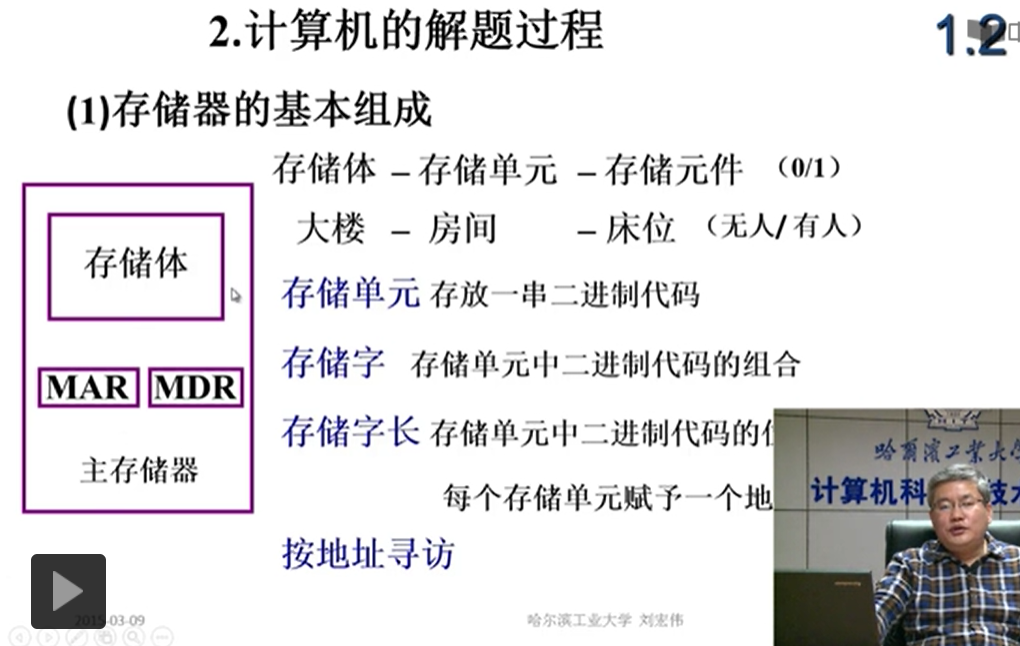 2.计算机的解题过程
1.2
(1)存储器的基本组成
存储体 – 存储单元 – 存储元件 （0/1）
大楼 – 房间 – 床位 （无人/有人）
存储体
存储单元 存放一串二进制代码
存储字 存储单元中二进制代码的组合
MAR MDR
存储字长 存储单元中二进制代码的
主存储器
每个存储单元赋予一个地
按地址寻访
哈尔滨工业大学
计算机科 技术
2015-03-09
哈尔滨工业大学 刘宏伟